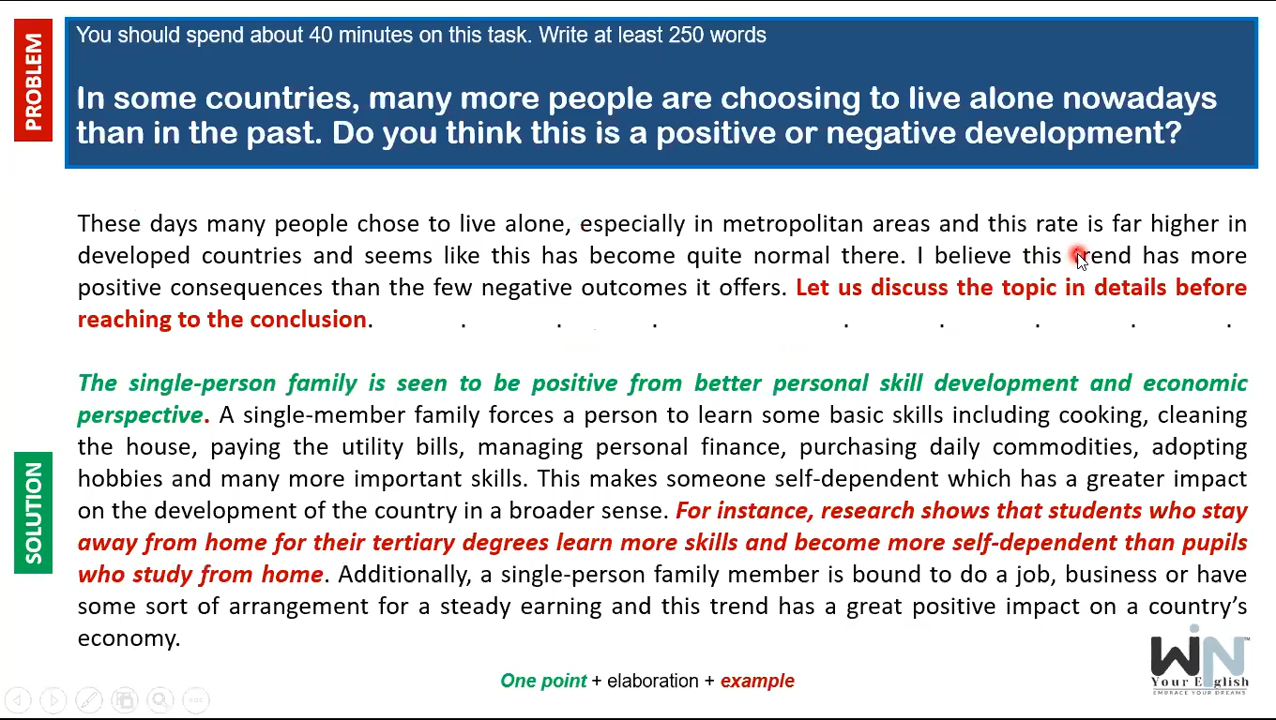 PROBLEM
You should spend about 40 minutes on this task. Write at least 250 words
In some countries, many more people are choosing to live alone nowadays
than in the past. Do you think this is a positive or negative development?
These days many people chose to live alone, especially in metropolitan areas and this rate is far higher in
developed countries and seems like this has become quite normal there. I believe this trend has more
positive consequences than the few negative outcomes it offers. Let us discuss the topic in details before
reaching to the conclusion. . . . . . . . .
SOLUTION
The single-person family is seen to be positive from better personal skill development and economic
perspective. A single-member family forces a person to learn some basic skills including cooking, cleaning
the house, paying the utility bills, managing personal finance, purchasing daily commodities, adopting
hobbies and many more important skills. This makes someone self-dependent which has a greater impact
on the development of the country in a broader sense. For instance, research shows that students who stay
away from home for their tertiary degrees learn more skills and become more self-dependent than pupils
who study from home. Additionally, a single-person family member is bound to do a job, business or have
some sort of arrangement for a steady earning and this trend has a great positive impact on a country's
economy.
One point + elaboration + example
WiN
Your English
EMBRACE YOUR DREAMS